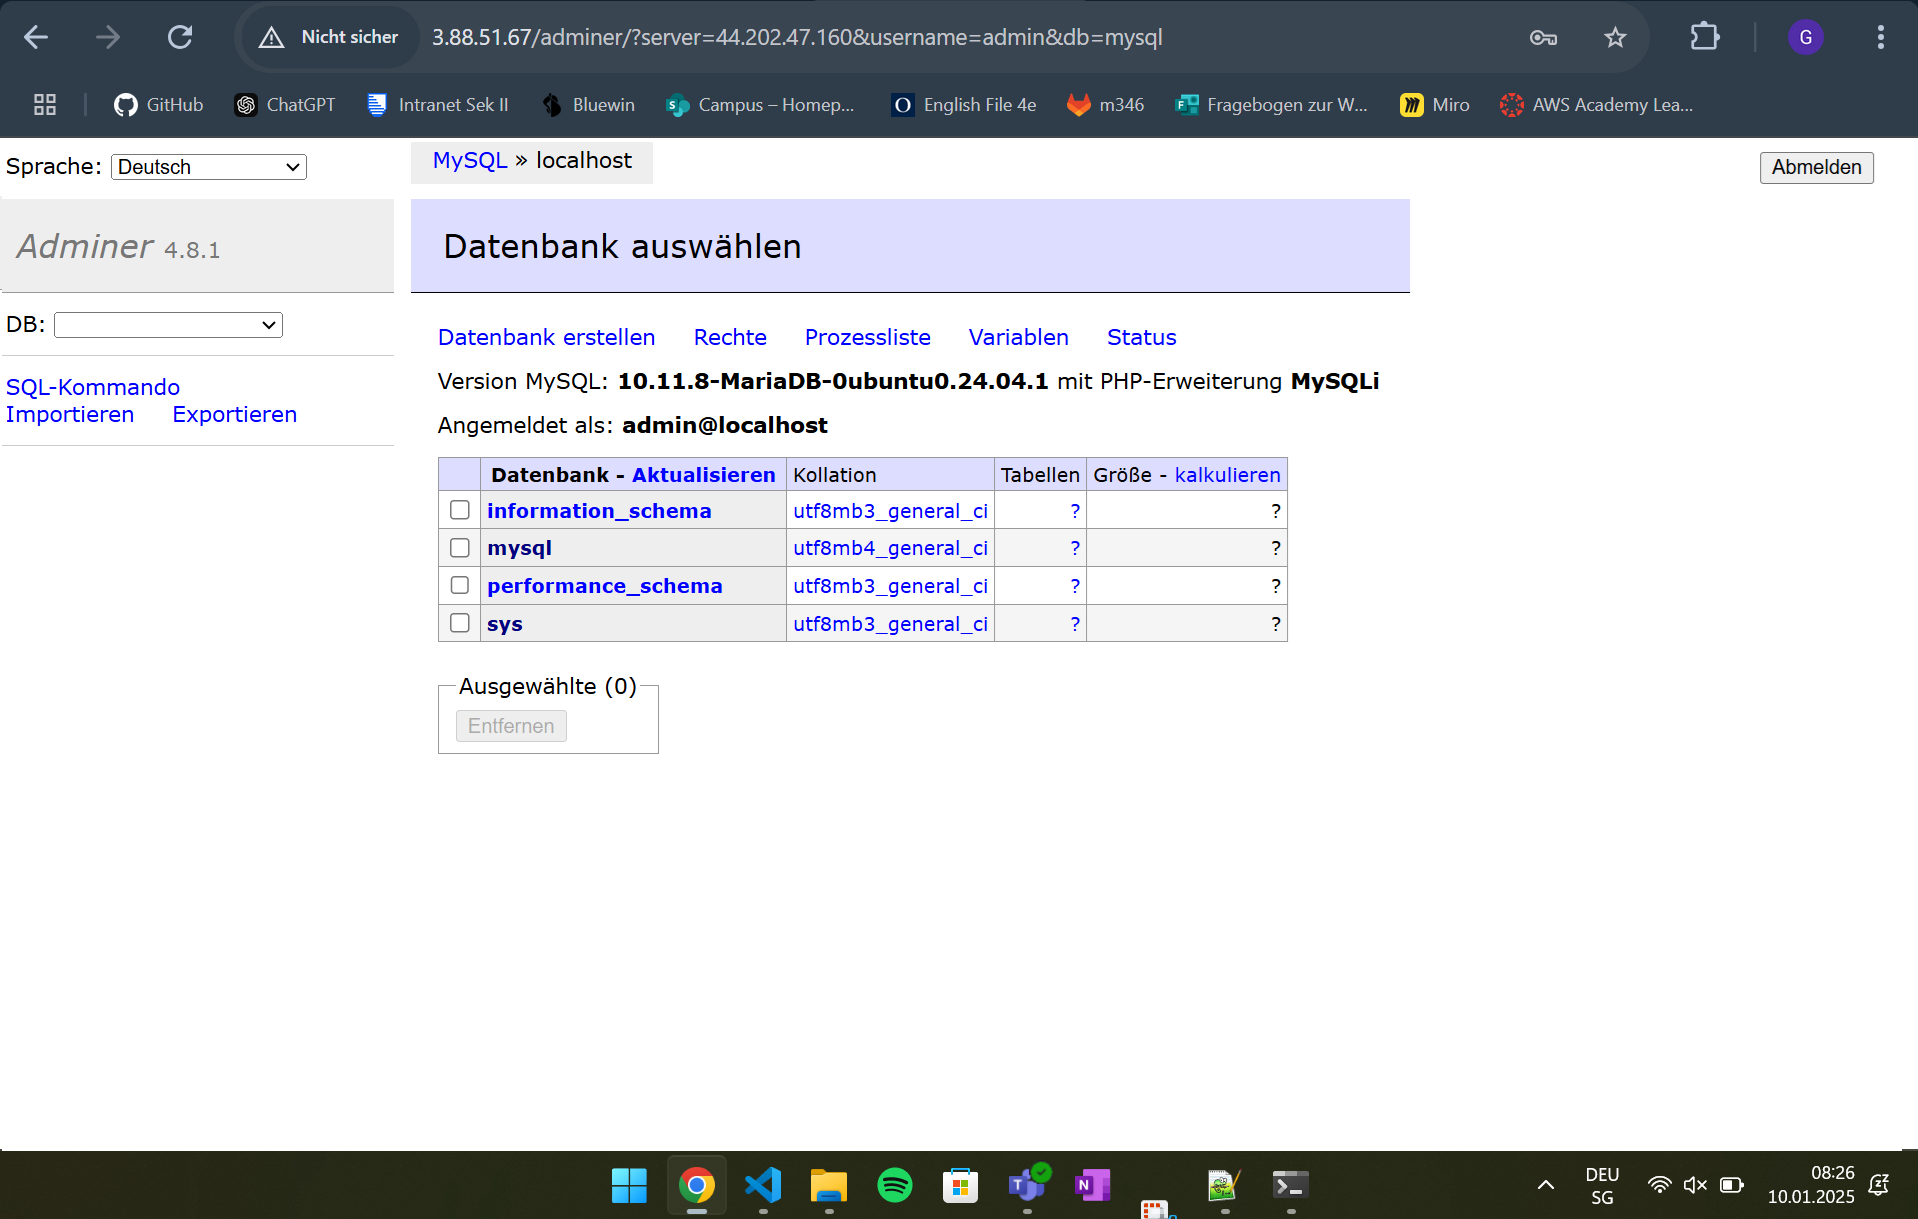 Nicht sicher 3.88.51.67/adminer/?server=44.202.47.160&username=admin&db=mysql G
GitHub ChatGPT Intranet Sek II Bluewin Campus – Homep... English File 4e m346 Fragebogen zur W... Miro AWS Academy Lea...
Sprache: Deutsch
MySQL » localhost
Abmelden
Adminer 4.8.1
Datenbank auswählen
DB:
SQL-Kommando
Importieren Exportieren
Datenbank erstellen Rechte Prozessliste Variablen Status
Version MySQL: 10.11.8-MariaDB-0ubuntu0.24.04.1 mit PHP-Erweiterung MySQLi
Angemeldet als: admin@localhost
Datenbank - Aktualisieren Kollation Tabellen Größe - kalkulieren
information_schema utf8mb3_general_ci ? ?
mysql utf8mb4_general_ci ? ?
performance_schema utf8mb3_general_ci ? ?
sys utf8mb3_general_ci ? ?
Ausgewählte (0)
Entfernen
DEU 08:26
SG 10.01.2025